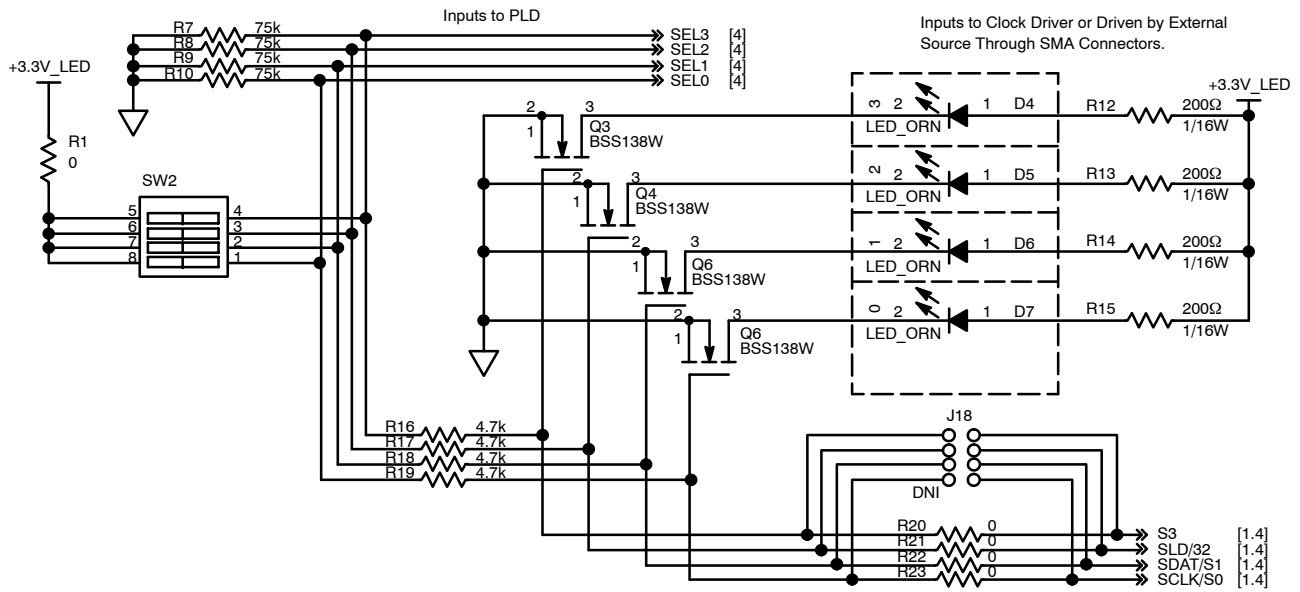 Inputs to PLD
Inputs to Clock Driver or Driven by External
Source Through SMA Connectors.
R7 75k SEL3 [4]
R8 75k SEL2 [4]
R9 75k SEL1 [4]
R10 75k SEL0 [4]
+3.3V_LED
+3.3V_LED
R1
0
SW2
5 4
6 3
7 2
8 1
2 3
1
Q3
BSS138W
3 2 1 D4
LED_ORN
R12 200Ω
1/16W
2 3
1
Q4
BSS138W
2 2 1 D5
LED_ORN
R13 200Ω
1/16W
2 3
1
Q6
BSS138W
1 2 1 D6
LED_ORN
R14 200Ω
1/16W
2 3
1
Q6
BSS138W
0 2 1 D7
LED_ORN
R15 200Ω
1/16W
R16 4.7k
R17 4.7k
R18 4.7k
R19 4.7k
J18
DNI
R20 0 S3 [1.4]
R21 0 SLD/32 [1.4]
R22 0 SDAT/S1 [1.4]
R23 0 SCLK/S0 [1.4]